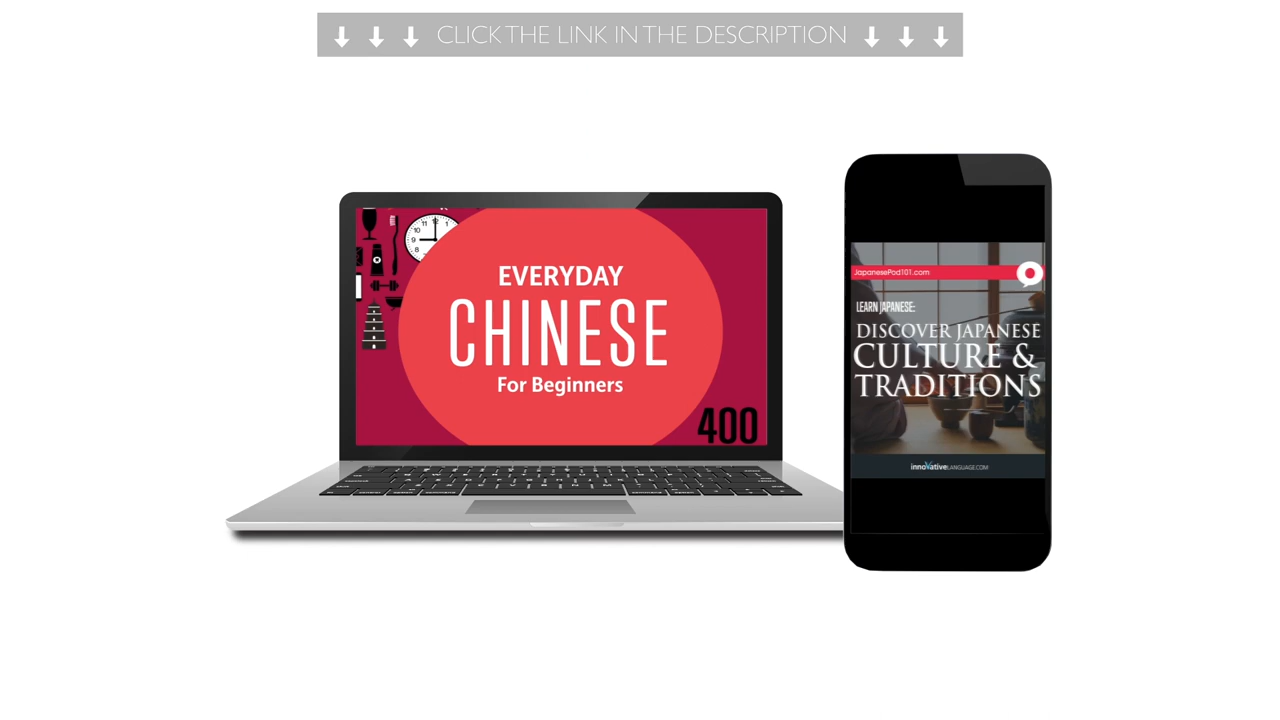 CLICK THE LINK IN THE DESCRIPTION
EVERYDAY
CHINESE
For Beginners
400
JapanesePod101.com
LEARN JAPANESE:
DISCOVER JAPANESE
CULTURE &
TRADITIONS
innovativeLANGUAGE.COM